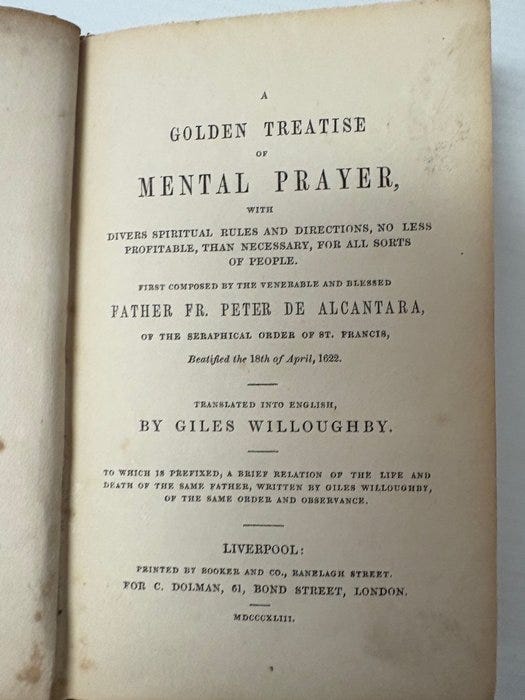 A
GOLDEN TREATISE
OF
MENTAL PRAYER,
WITH
DIVERS SPIRITUAL RULES AND DIRECTIONS, NO LESS
PROFITABLE, THAN NECESSARY, FOR ALL SORTS
OF PEOPLE.
FIRST COMPOSED BY THE VENERABLE AND BLESSED
FATHER FR. PETER DE ALCANTARA,
OF THE SERAPHICAL ORDER OF ST. FRANCIS,
Beatified the 18th of April, 1622.
TRANSLATED INTO ENGLISH,
BY GILES WILLOUGHBY.
TO WHICH IS PREFIXED, A BRIEF RELATION OF THE LIFE AND
DEATH OF THE SAME FATHER, WRITTEN BY GILES WILLOUGHBY,
OF THE SAME ORDER AND OBSERVANCE.
LIVERPOOL:
PRINTED BY BOOKER AND CO., RANELAGH STREET.
FOR C. DOLMAN, 61, BOND STREET, LONDON.
MDCCCXLIII.